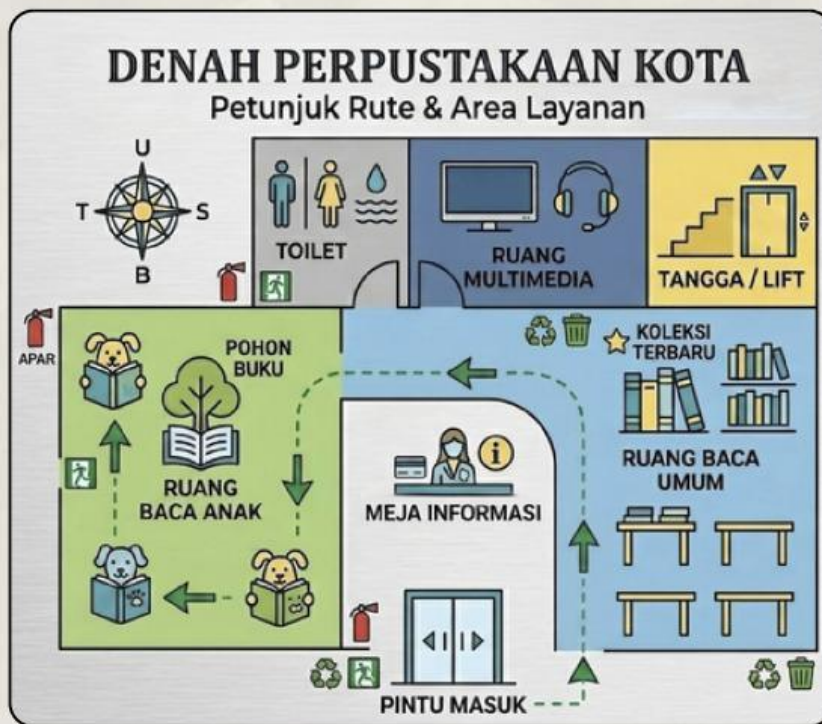 DENAH PERPUSTAKAAN KOTA
Petunjuk Rute & Area Layanan
U
T
S
B
TOILET
RUANG
MULTIMEDIA
TANGGA / LIFT
APAR
POHON
BUKU
RUANG
BACA ANAK
KOLEKSI
TERBARU
RUANG BACA
UMUM
i
MEJA INFORMASI
PINTU MASUK